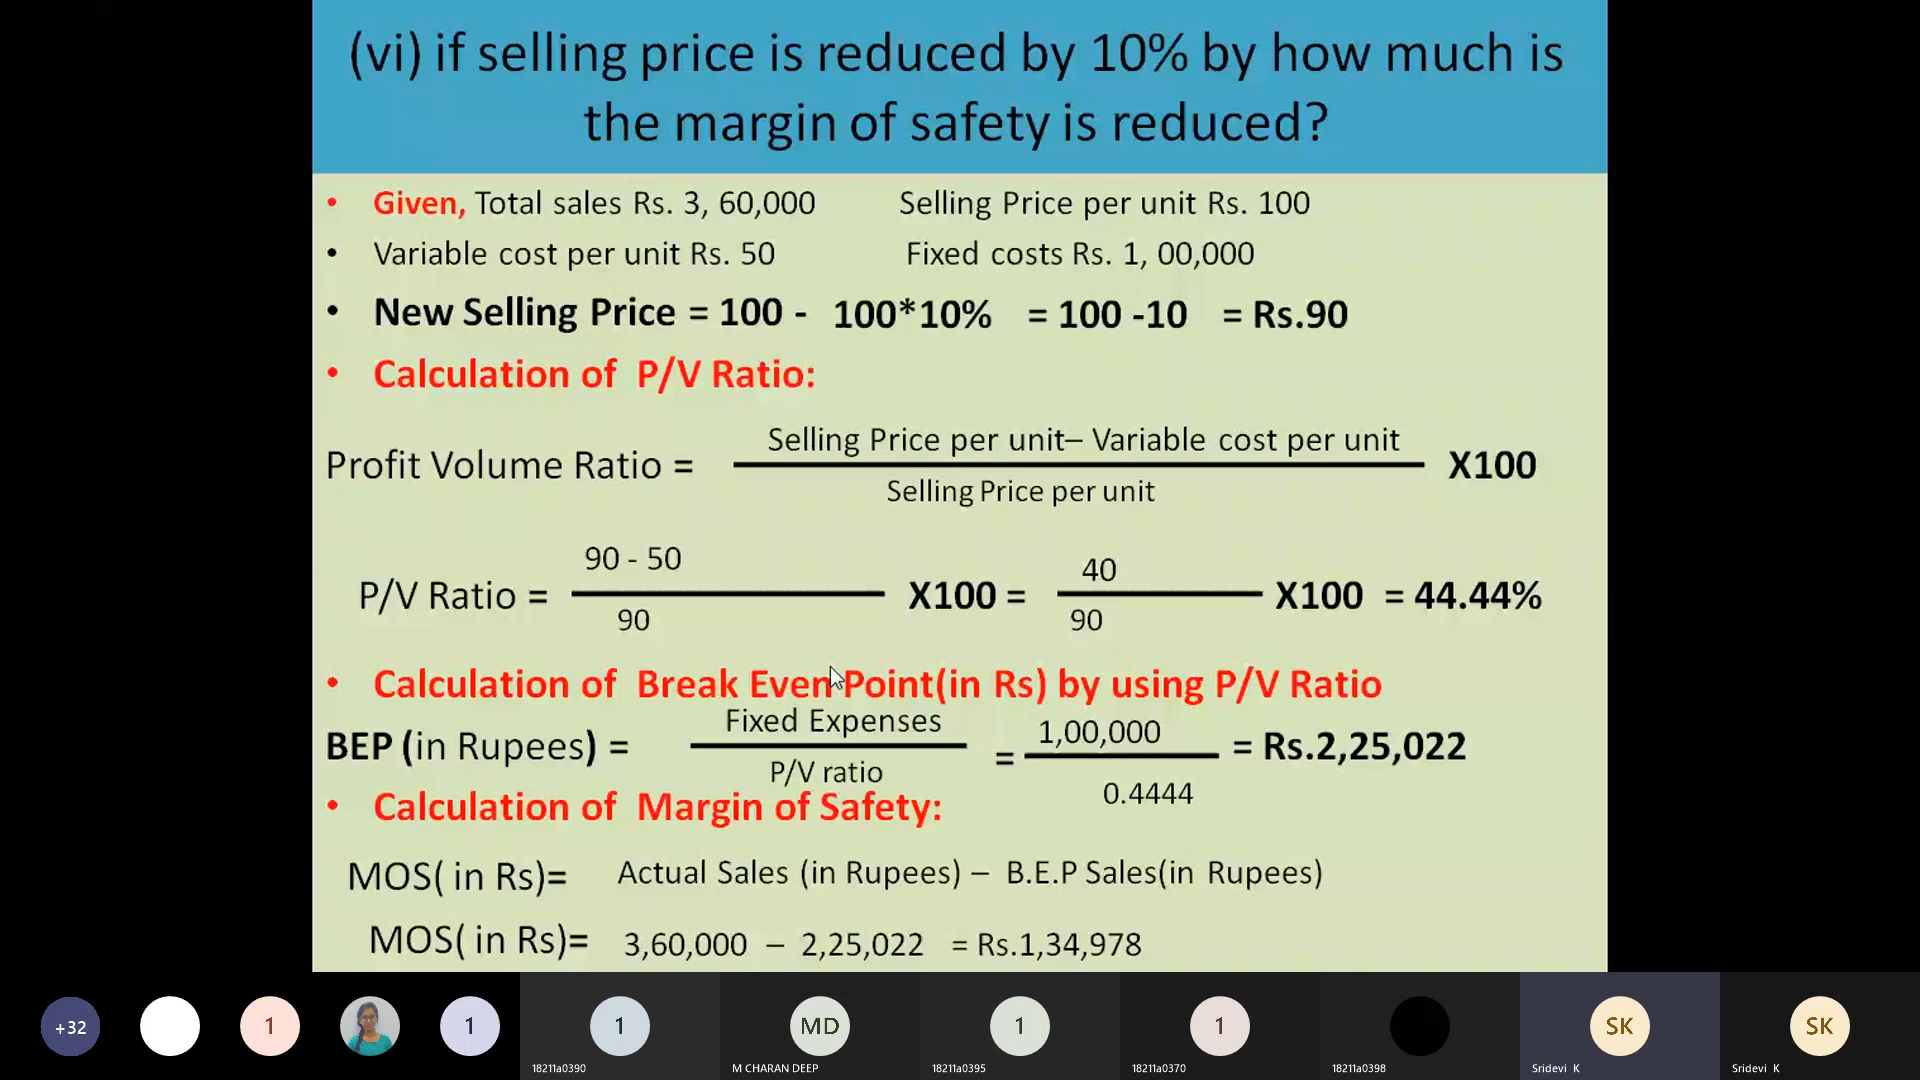 (vi) if selling price is reduced by 10% by how much is
the margin of safety is reduced?
• Given, Total sales Rs. 3, 60,000 Selling Price per unit Rs. 100
• Variable cost per unit Rs. 50 Fixed costs Rs. 1, 00,000
• New Selling Price = 100 - 100*10% = 100 -10 = Rs.90
• Calculation of P/V Ratio:
Selling Price per unit– Variable cost per unit
Profit Volume Ratio = X100
Selling Price per unit
90 - 50 40
P/V Ratio = X100 = X100 = 44.44%
90 90
• Calculation of Break Even Point(in Rs) by using P/V Ratio
Fixed Expenses 1,00,000
BEP (in Rupees) = = = Rs.2,25,022
P/V ratio 0.4444
• Calculation of Margin of Safety:
MOS( in Rs)= Actual Sales (in Rupees) – B.E.P Sales(in Rupees)
MOS( in Rs)= 3,60,000 – 2,25,022 = Rs.1,34,978
+32 1 1 1 MD 1 1 SK SK
18211a0390 M CHARAN DEEP 18211a0395 18211a0370 18211a0398 Sridevi K Sridevi K